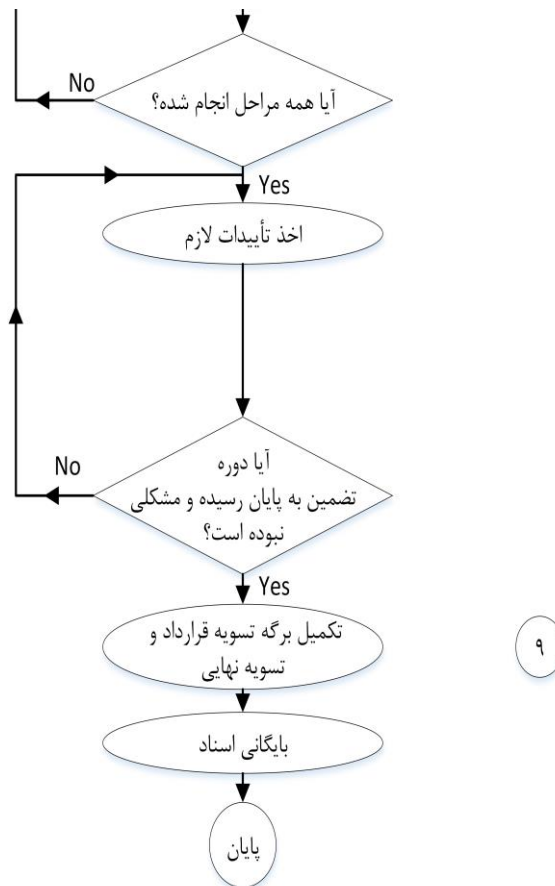 No
آیا همه مراحل انجام شده؟
Yes
اخذ تأییدات لازم
No
آیا دوره
تضمین به پایان رسیده و مشکلی
نبوده است؟
Yes
تکمیل برگه تسویه قرارداد و
تسویه نهایی
۹
بایگانی اسناد
پایان